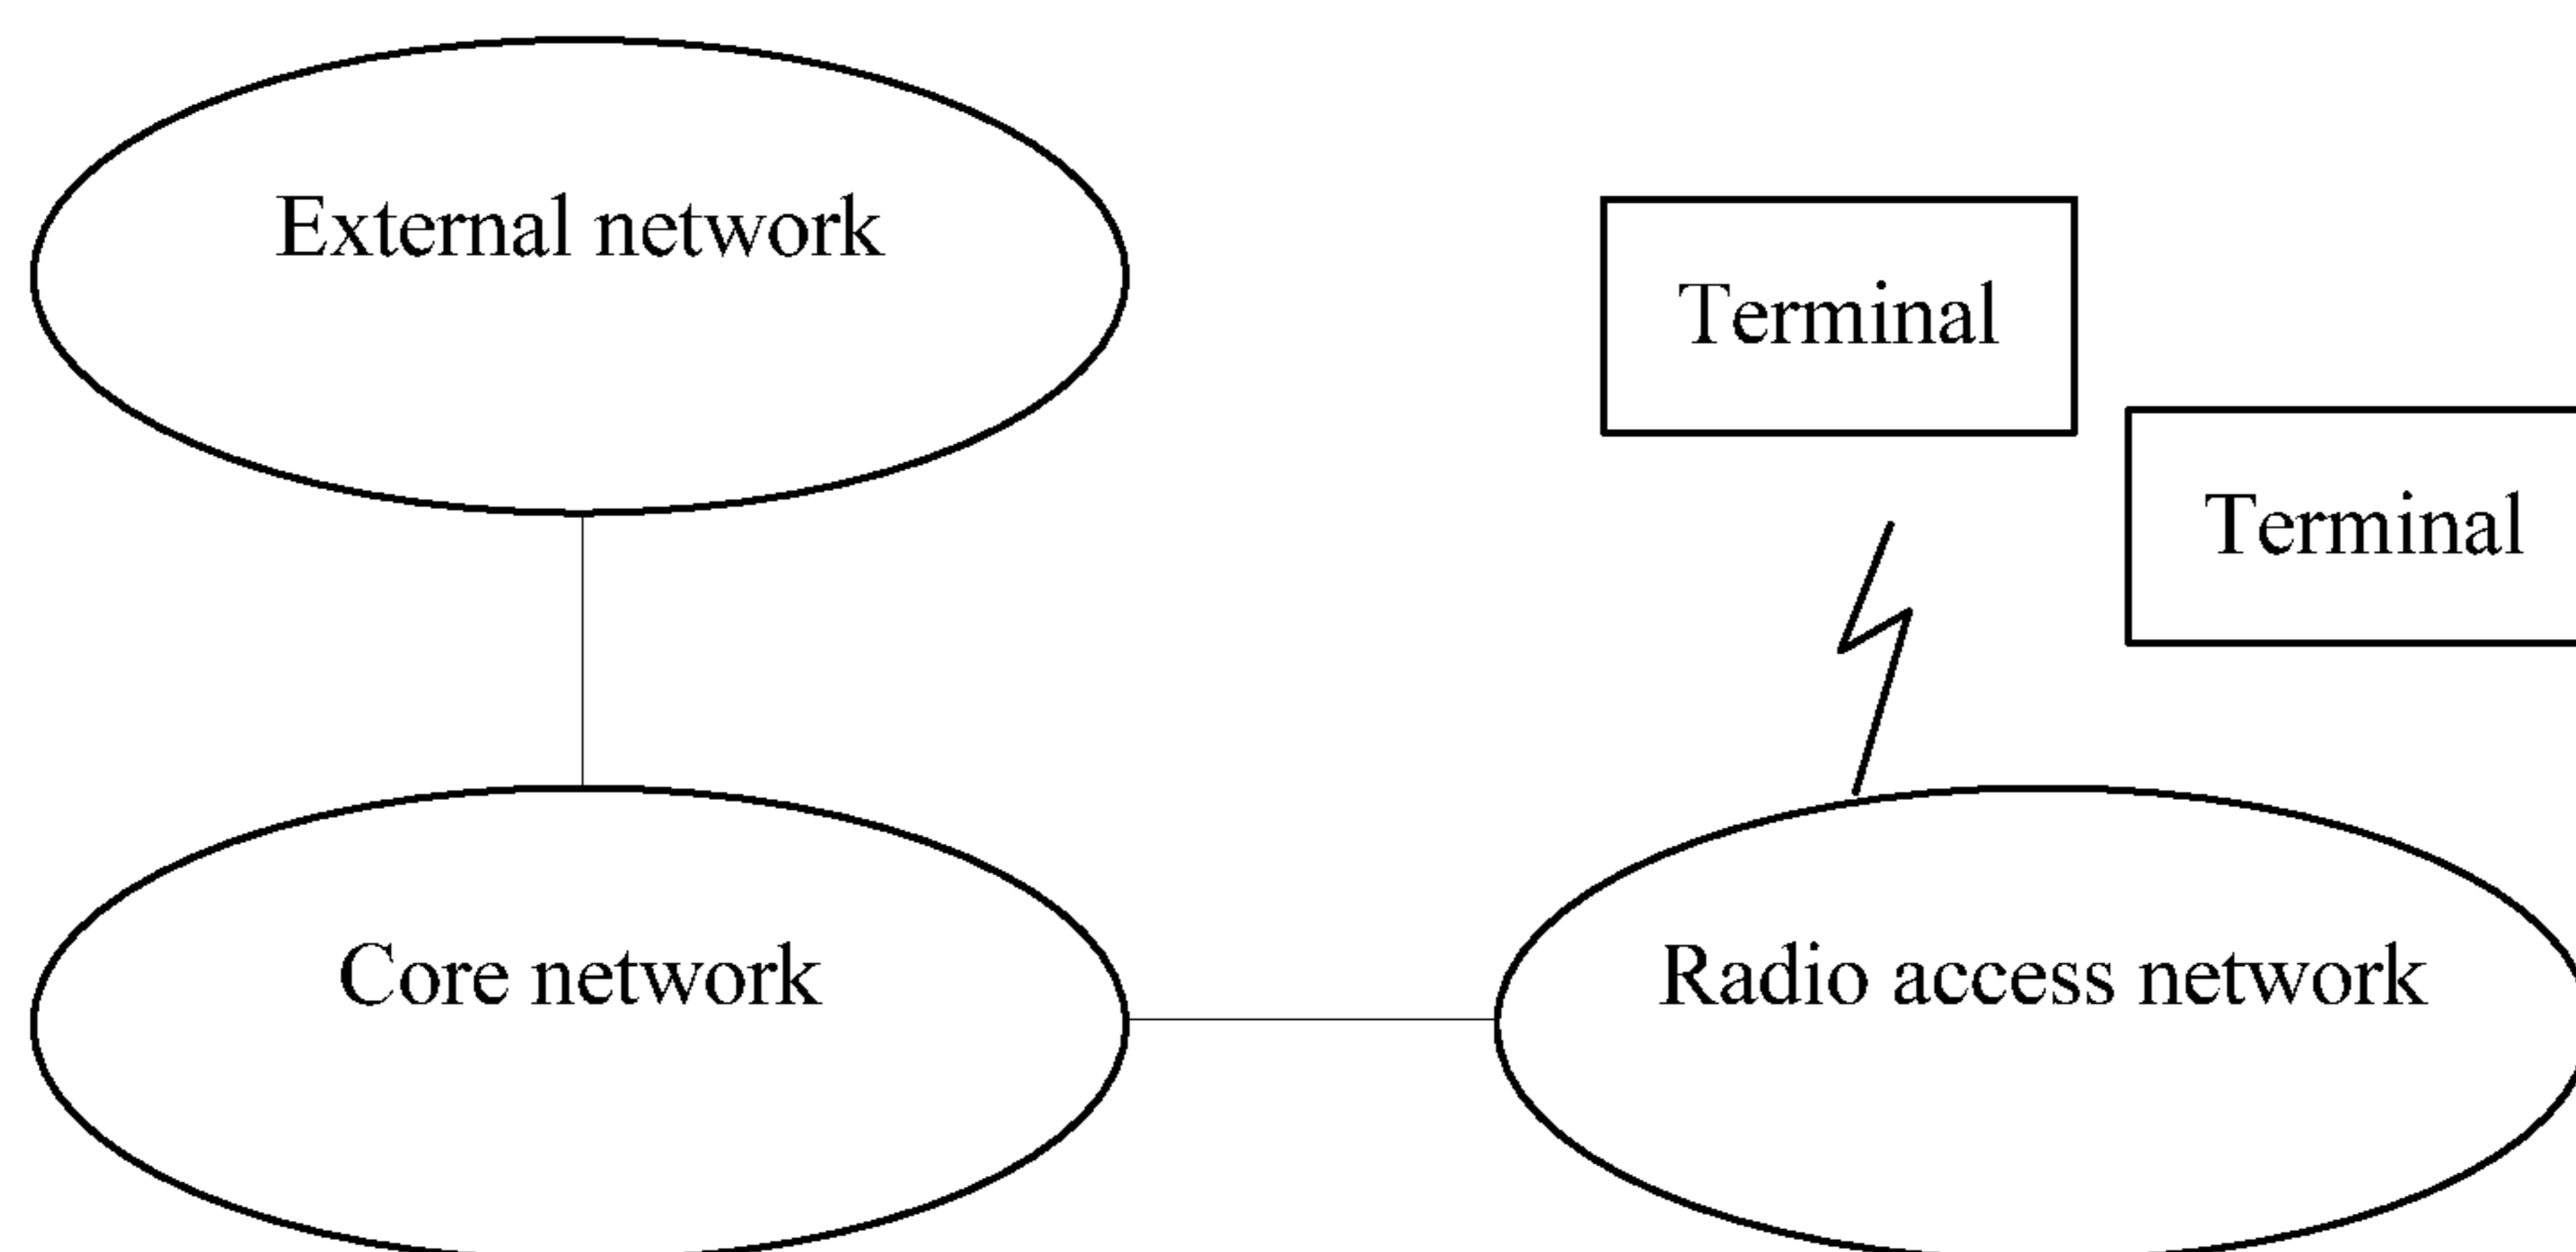 External network
Terminal
Terminal
Core network
Radio access network